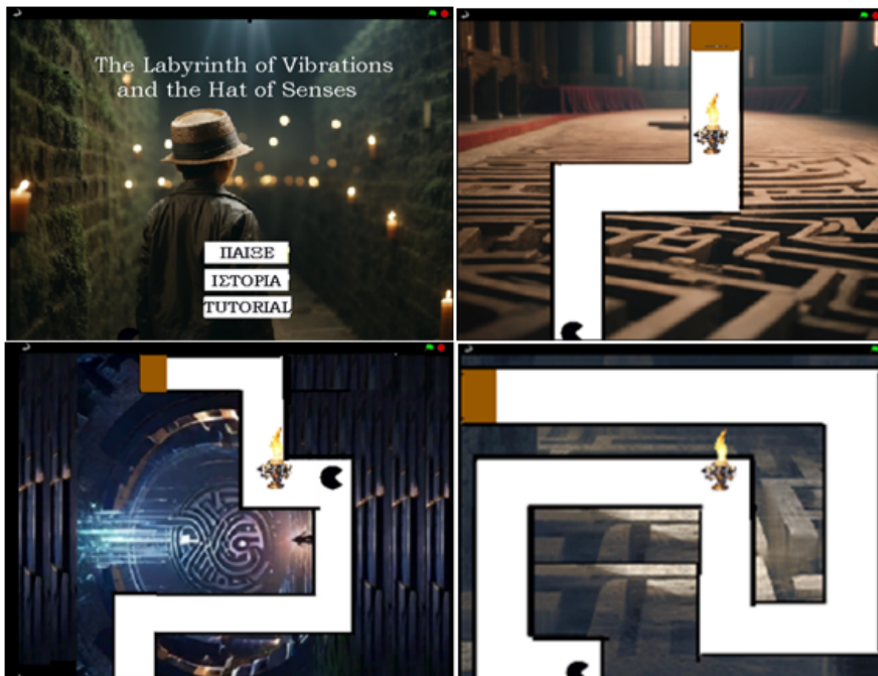 The Labyrinth of Vibrations
and the Hat of Senses
ΠΑΙΞΕ
ΙΣΤΟΡΙΑ
TUTORIAL